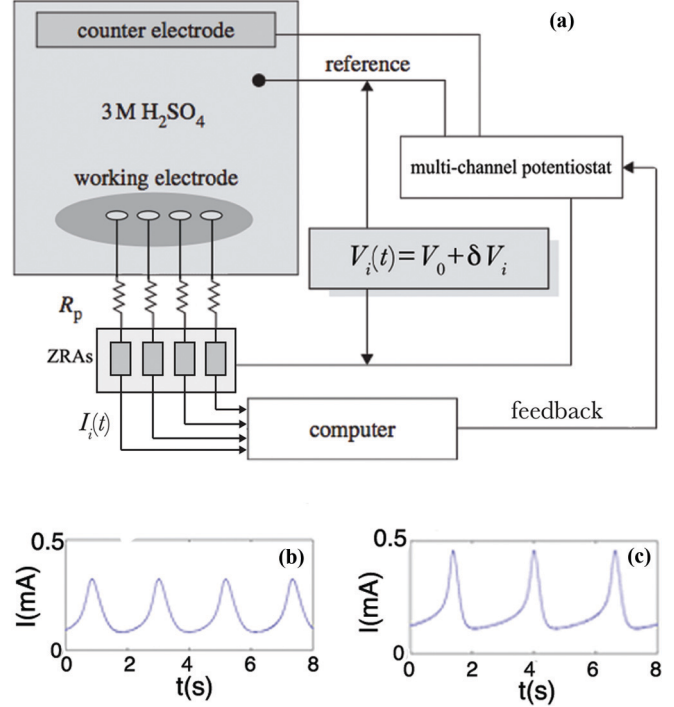 (a)
counter electrode
reference
3 M H₂SO₄
multi-channel potentiostat
working electrode
Vᵢ(t)=V₀+δVᵢ
Rₚ
ZRAs
Iᵢ(t)
computer
feedback
(b)
0.5
I(mA)
0
0 2 4 6 8
t(s)
(c)
0.5
I(mA)
0
0 2 4 6 8
t(s)